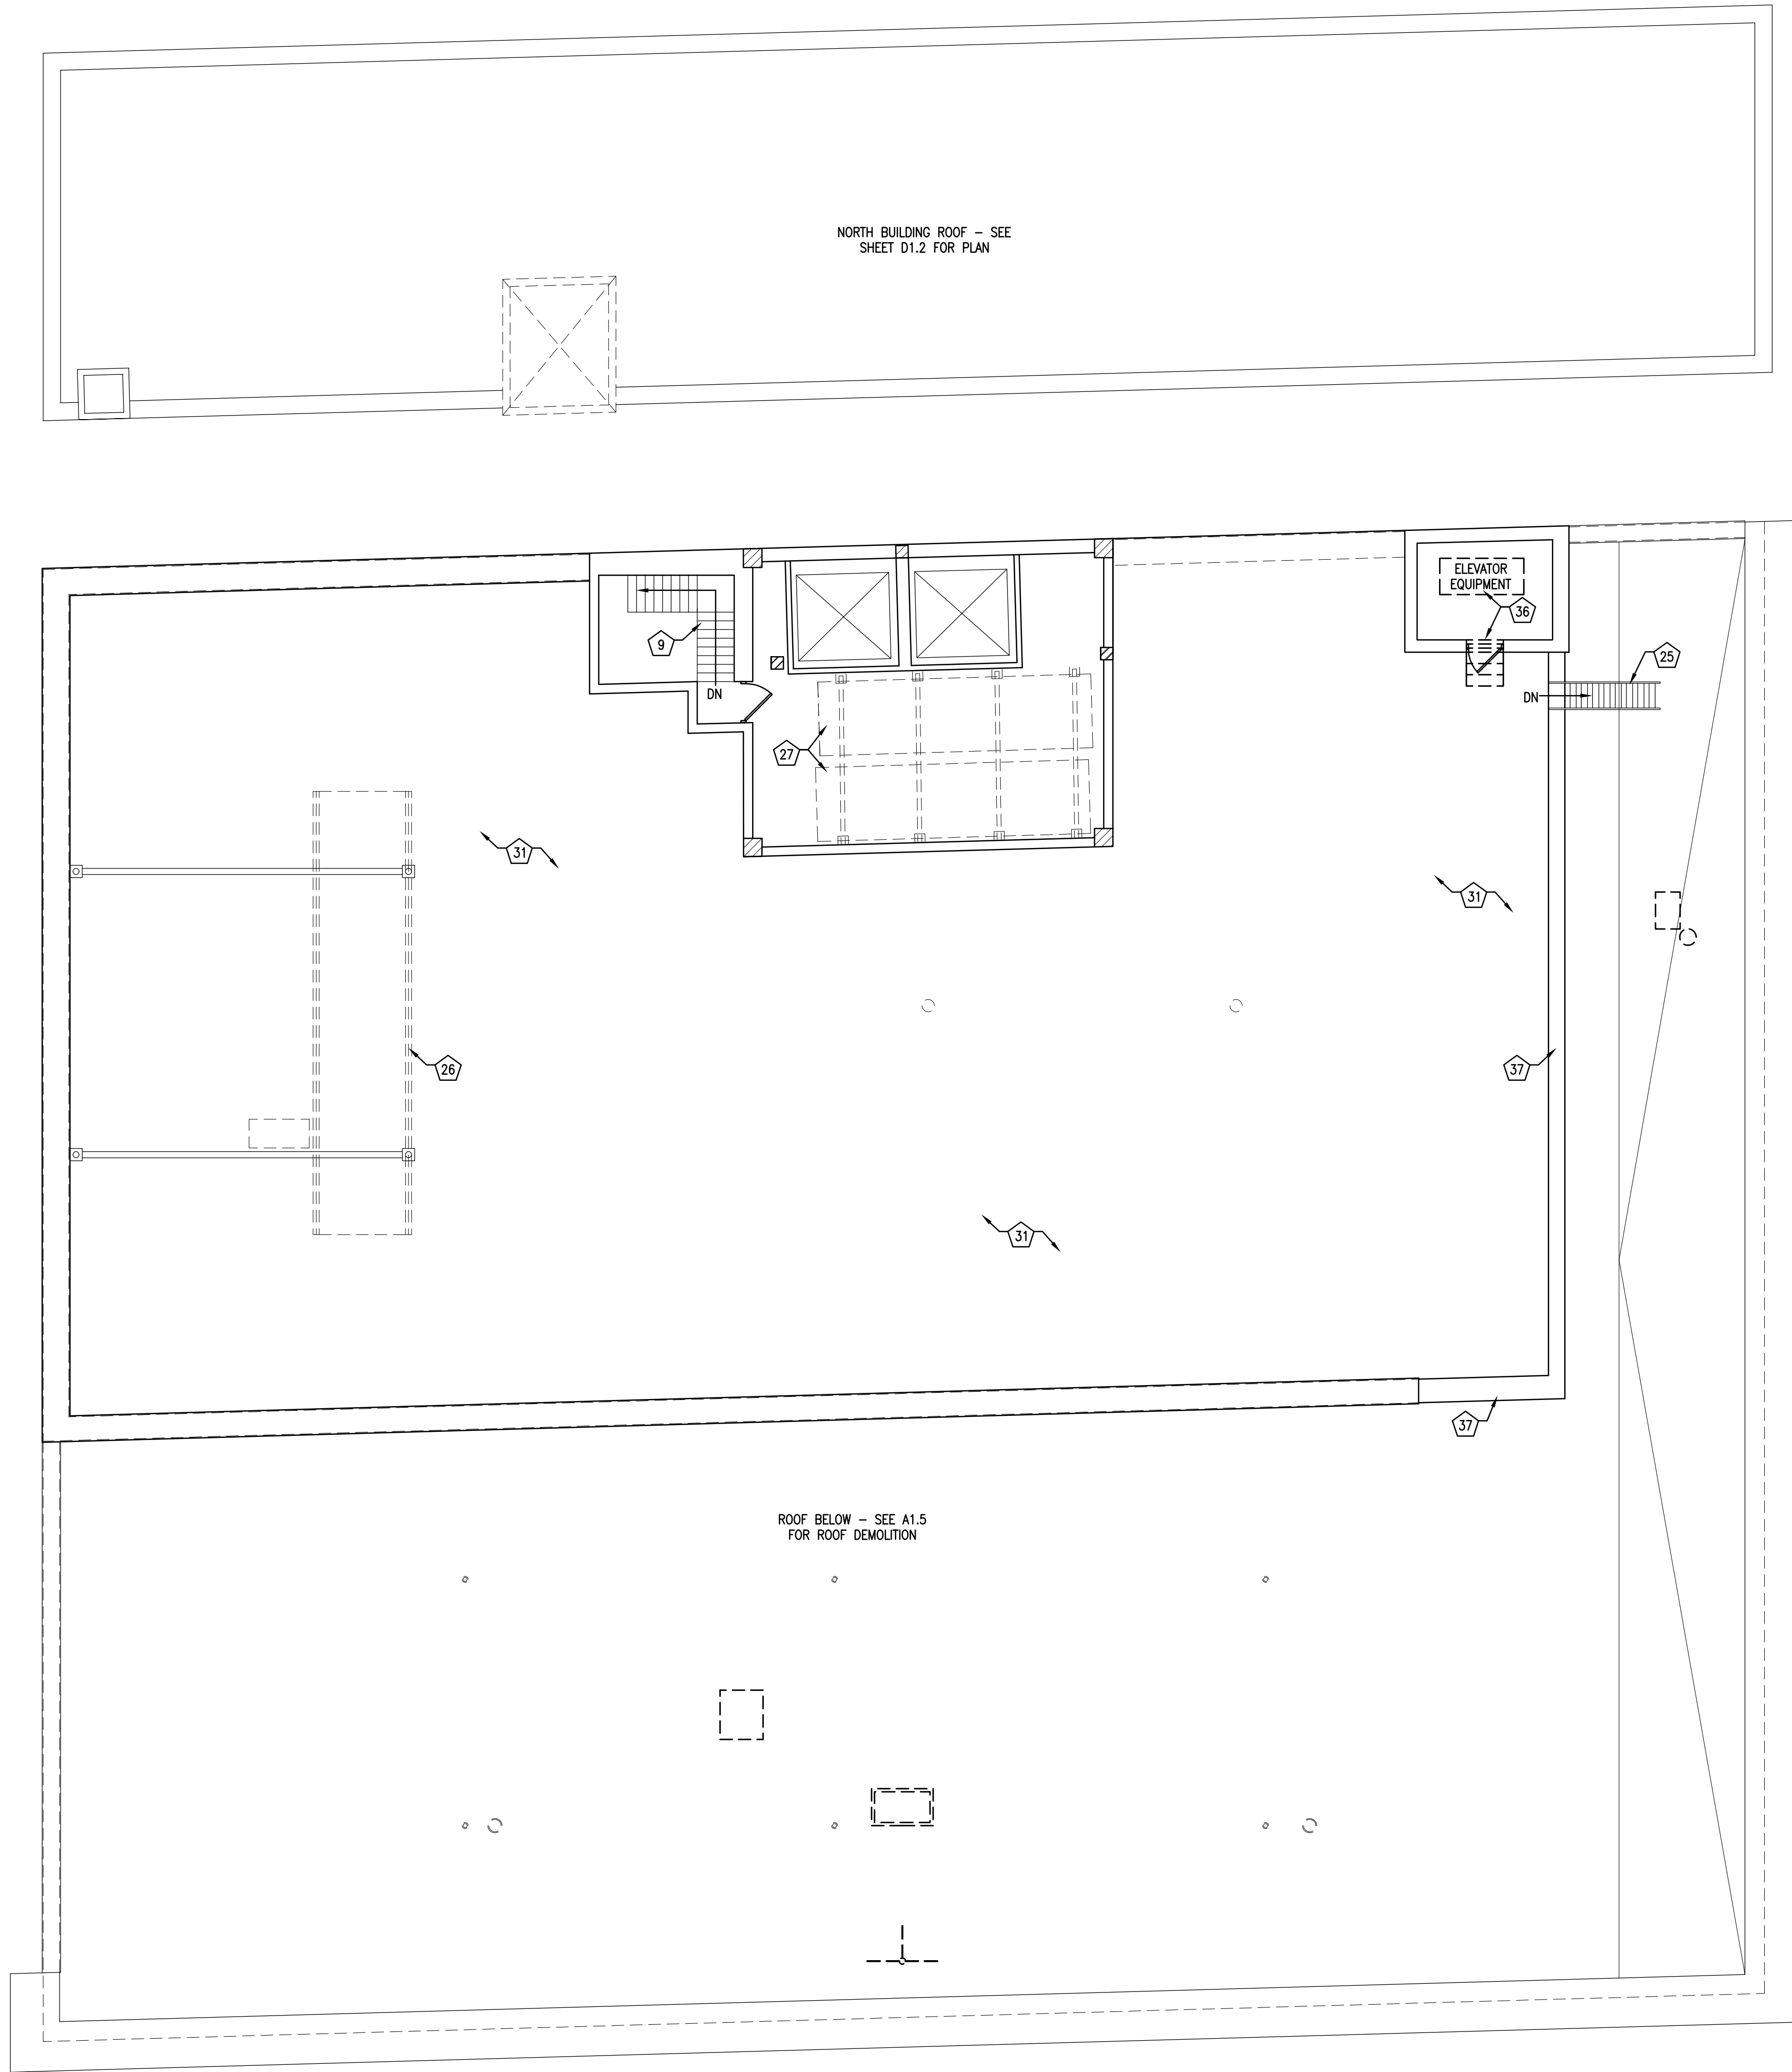 NORTH BUILDING ROOF – SEE
SHEET D1.2 FOR PLAN
ELEVATOR
EQUIPMENT
36
9
25
DN
DN
27
31
31
26
37
31
37
ROOF BELOW – SEE A1.5
FOR ROOF DEMOLITION